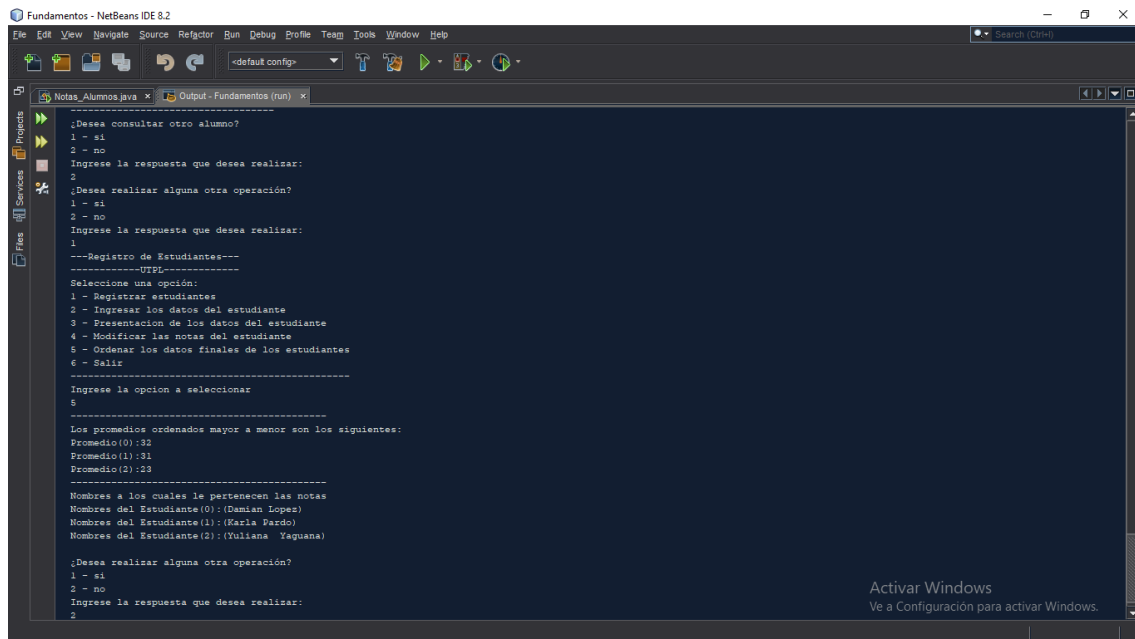 Fundamentos - NetBeans IDE 8.2
File Edit View Navigate Source Refactor Run Debug Profile Team Tools Window Help
Search (Ctrl+I)
<default config>
Notas_Alumnos.java
Output - Fundamentos (run)
Projects
Services
Files
-----------------------------------
¿Desea consultar otro alumno?
1 - si
2 - no
Ingrese la respuesta que desea realizar:
2
¿Desea realizar alguna otra operación?
1 - si
2 - no
Ingrese la respuesta que desea realizar:
1
---Registro de Estudiantes---
------------UTPL-------------
Seleccione una opción:
1 - Registrar estudiantes
2 - Ingresar los datos del estudiante
3 - Presentacion de los datos del estudiante
4 - Modificar las notas del estudiante
5 - Ordenar los datos finales de los estudiantes
6 - Salir
------------------------------------------------
Ingrese la opcion a seleccionar
5
--------------------------------------------
Los promedios ordenados mayor a menor son los siguientes:
Promedio(0):32
Promedio(1):31
Promedio(2):23
--------------------------------------------
Nombres a los cuales le pertenecen las notas
Nombres del Estudiante(0):(Damian Lopez)
Nombres del Estudiante(1):(Karla Pardo)
Nombres del Estudiante(2):(Yuliana  Yaguana)
¿Desea realizar alguna otra operación?
1 - si
2 - no
Ingrese la respuesta que desea realizar:
2
Activar Windows
Ve a Configuración para activar Windows.